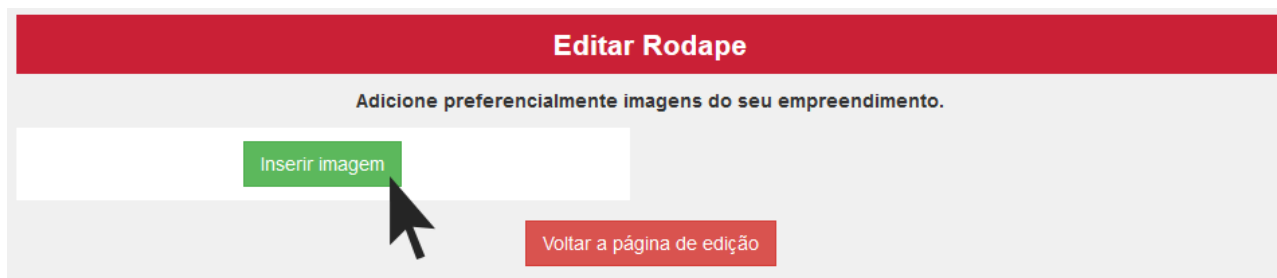 Editar Rodape
Adicione preferencialmente imagens do seu empreendimento.
Inserir imagem
Voltar a página de edição